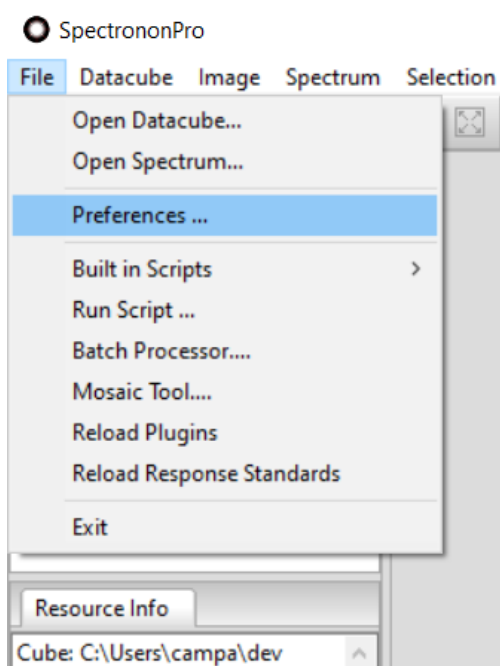 SpectrononPro
File Datacube Image Spectrum Selection
Open Datacube...
Open Spectrum...
Preferences ...
Built in Scripts
Run Script ...
Batch Processor....
Mosaic Tool....
Reload Plugins
Reload Response Standards
Exit
Resource Info
Cube: C:\Users\campa\dev